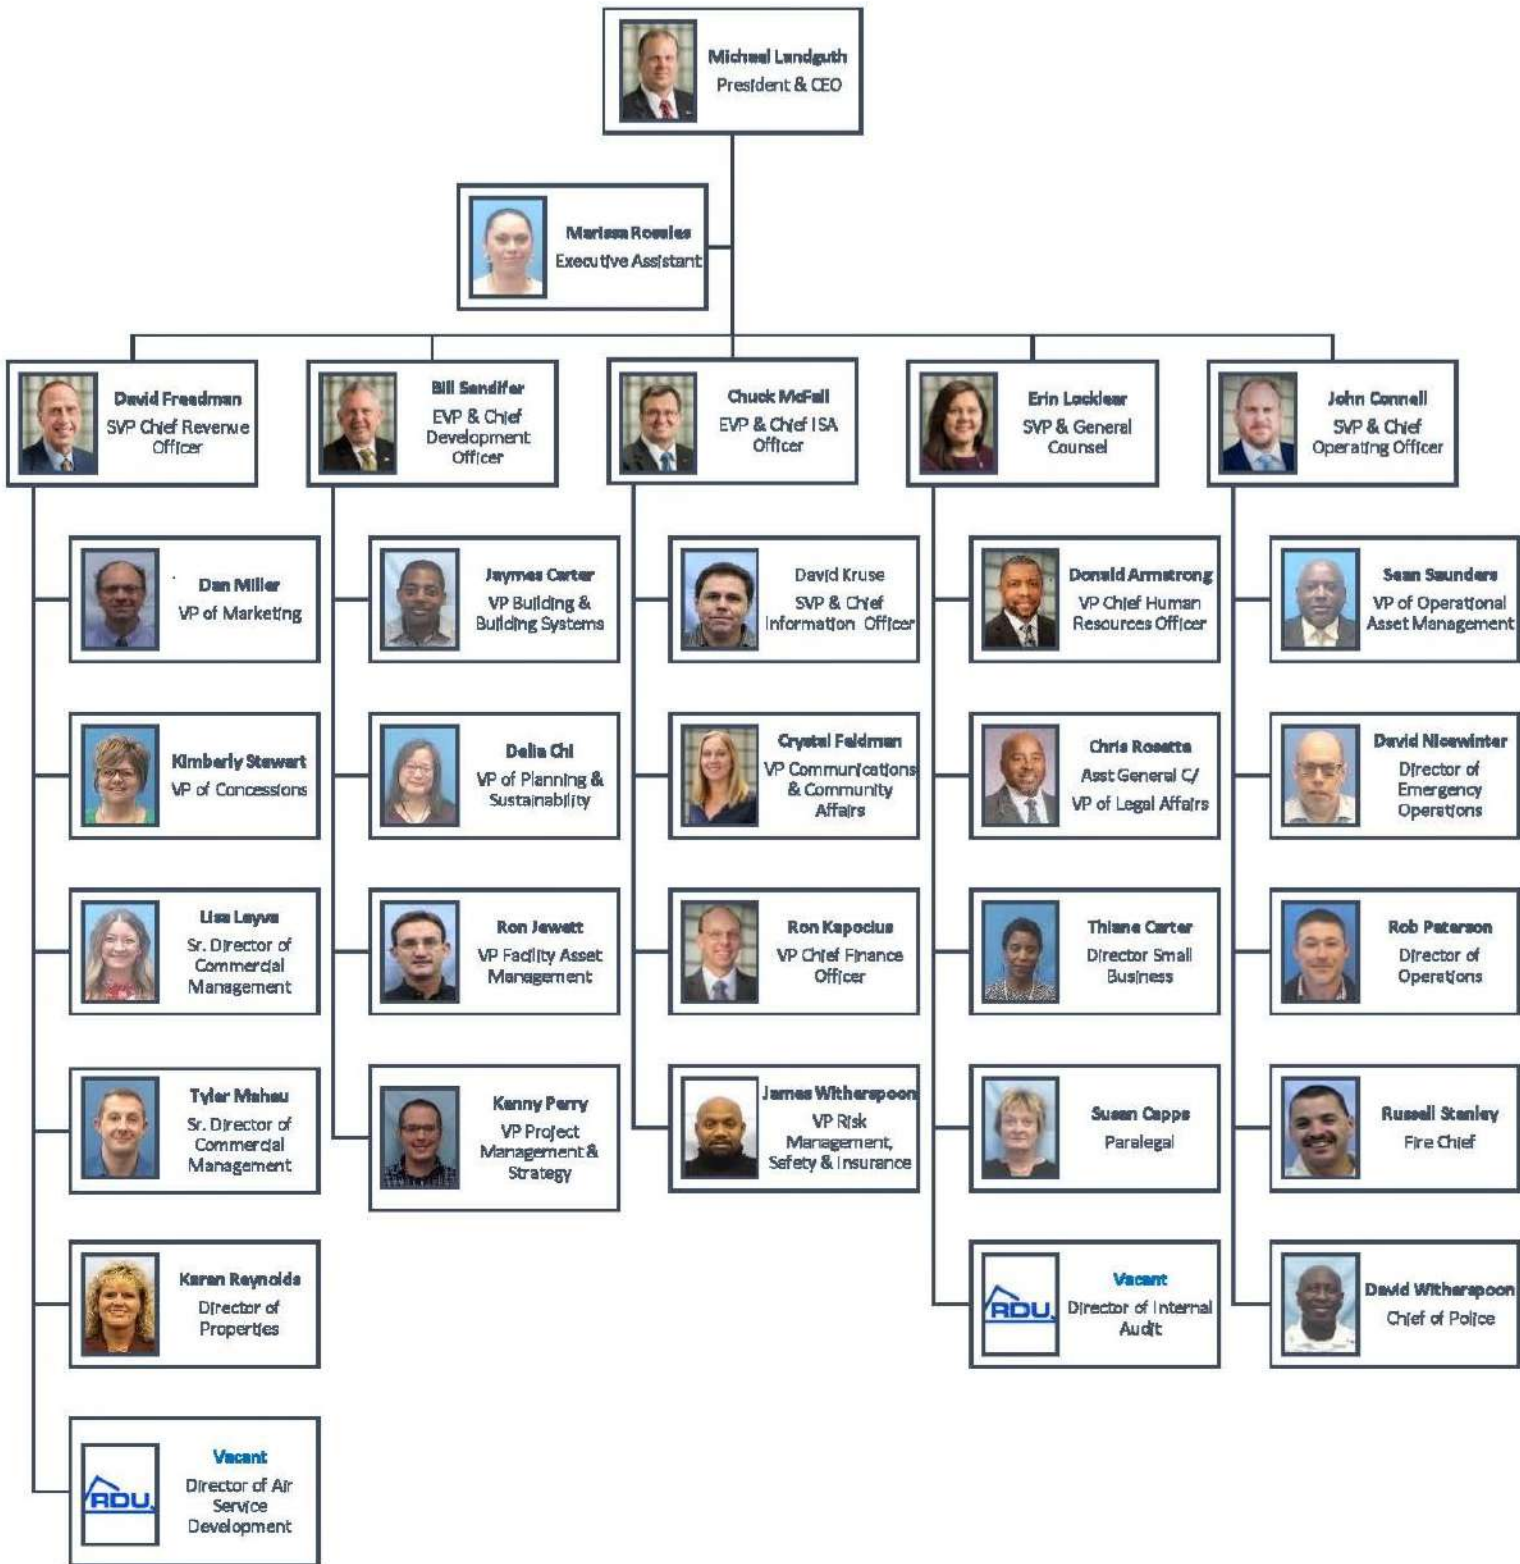 Michael Landguth
President & CEO
Marissa Rosales
Executive Assistant
David Freedman
SVP Chief Revenue
Officer
Bill Sandifer
EVP & Chief
Development
Officer
Chuck McFall
EVP & Chief ISA
Officer
Erin Locklear
SVP & General
Counsel
John Connell
SVP & Chief
Operating Officer
Dan Miller
VP of Marketing
Jaymes Carter
VP Building &
Building Systems
David Kruse
SVP & Chief
Information Officer
Donald Armstrong
VP Chief Human
Resources Officer
Sean Saunders
VP of Operational
Asset Management
Kimberly Stewart
VP of Concessions
Delia Chi
VP of Planning &
Sustainability
Crystal Feldman
VP Communications
& Community
Affairs
Chris Rosette
Asst General C/
VP of Legal Affairs
David Nicewinter
Director of
Emergency
Operations
Lisa Leyva
Sr. Director of
Commercial
Management
Ron Jewett
VP Facility Asset
Management
Ron Kapocius
VP Chief Finance
Officer
Thiane Carter
Director Small
Business
Rob Peterson
Director of
Operations
Tyler Maheu
Sr. Director of
Commercial
Management
Kenny Perry
VP Project
Management &
Strategy
James Witherspoon
VP Risk
Management,
Safety & Insurance
Susan Capps
Paralegal
Russell Stanley
Fire Chief
Karen Reynolds
Director of
Properties
RDU
Vacant
Director of Internal
Audit
David Witherspoon
Chief of Police
RDU
Vacant
Director of Air
Service
Development